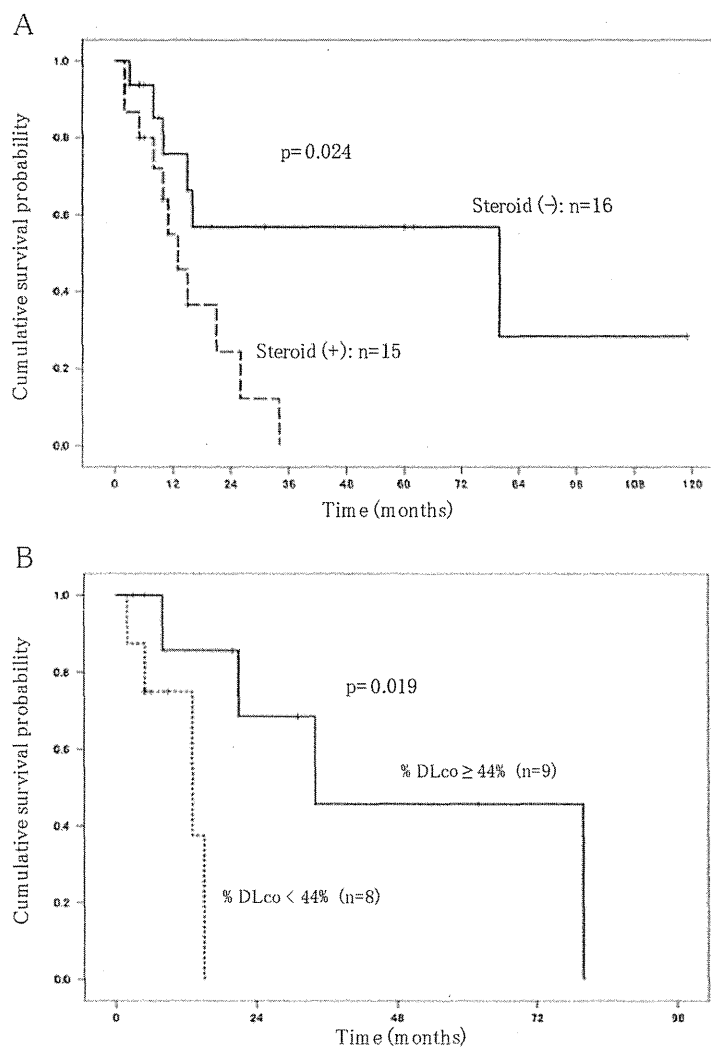 A
1.0
0.8
0.6
0.4
0.2
0.0
Cumulative survival probability
p=0.024
Steroid (-): n=16
Steroid (+): n=15
0 12 24 36 48 60 72 84 96 108 120
Time (months)
B
1.0
0.8
0.6
0.4
0.2
0.0
Cumulative survival probability
p=0.019
% DLco ≥ 44% (n=9)
% DLco < 44% (n=8)
0 24 48 72 96
Time (months)